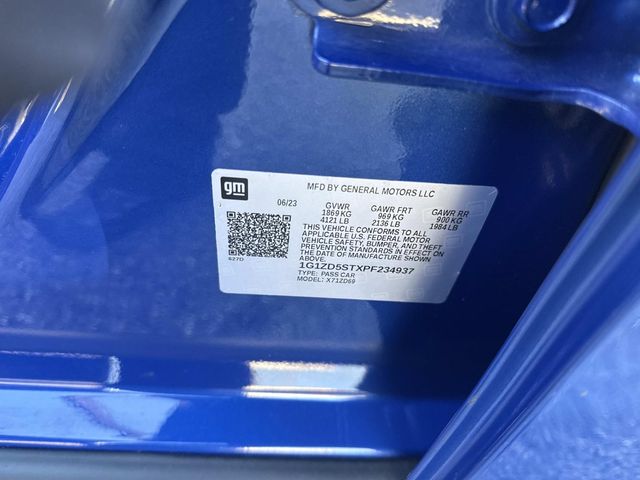 gm
MFD BY GENERAL MOTORS LLC
06/23 GVWR GAWR FRT GAWR RR
1869 KG 969 KG 900 KG
4121 LB 2136 LB 1984 LB
THIS VEHICLE CONFORMS TO ALL
APPLICABLE U.S. FEDERAL MOTOR
VEHICLE SAFETY, BUMPER, AND THEFT
PREVENTION STANDARDS IN EFFECT ON
THE DATE OF MANUFACTURE SHOWN
ABOVE.
627D
1G1ZD5STXPF234937
TYPE: PASS CAR
MODEL: X71ZD69